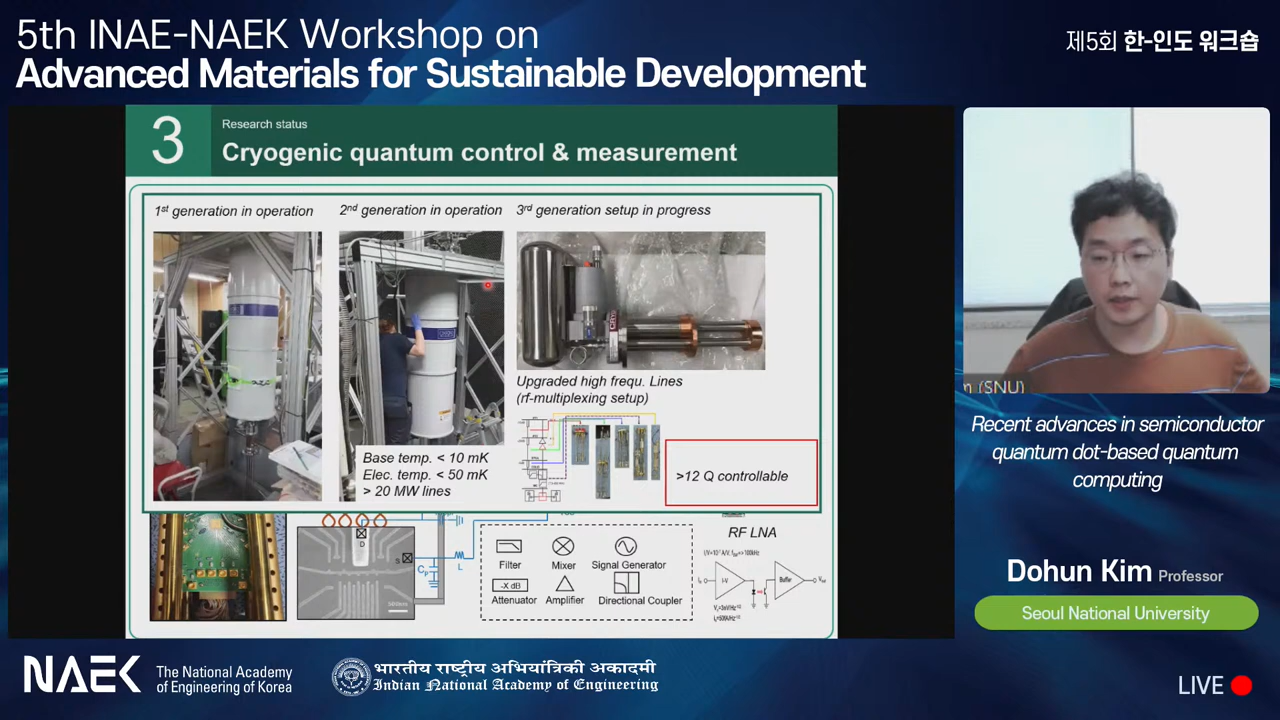 5th INAE-NAEK Workshop on
Advanced Materials for Sustainable Development
제5회 한-인도 워크숍
3
Research status
Cryogenic quantum control & measurement
1st generation in operation
2nd generation in operation
3rd generation setup in progress
Upgraded high frequ. Lines
(rf-multiplexing setup)
Base temp. < 10 mK
Elec. temp. < 50 mK
> 20 MW lines
>12 Q controllable
D
S
L
Cp
Filter
Mixer
Signal Generator
-X dB
Attenuator
Amplifier
Directional Coupler
RF LNA
I-V
Buffer
(SNU)
Recent advances in semiconductor
quantum dot-based quantum
computing
Dohun Kim Professor
Seoul National University
NAEK
The National Academy
of Engineering of Korea
भारतीय राष्ट्रीय अभियांत्रिकी अकादमी
Indian National Academy of Engineering
LIVE